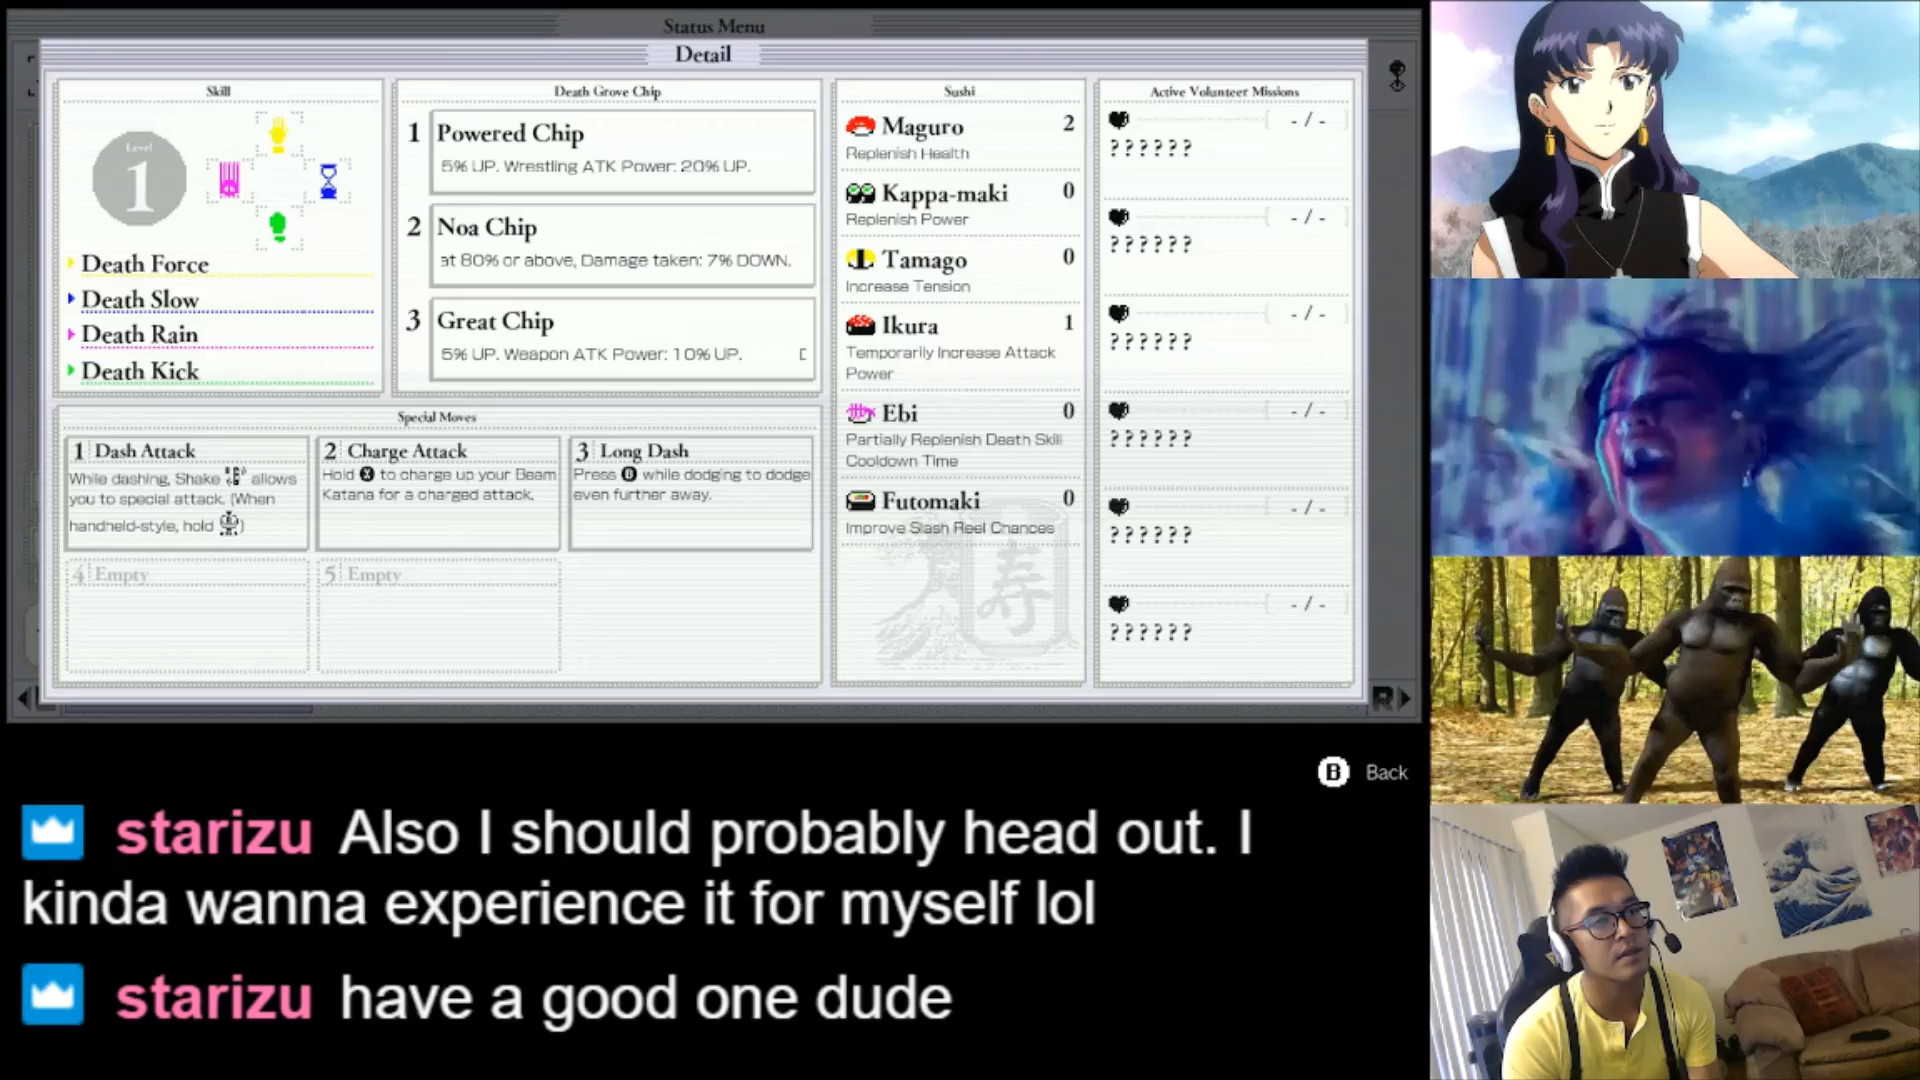 Status Menu
Detail
Skill
Level
1
Death Force
Death Slow
Death Rain
Death Kick
Death Grove Chip
1 Powered Chip
5% UP. Wrestling ATK Power: 20% UP.
2 Noa Chip
at 80% or above, Damage taken: 7% DOWN.
3 Great Chip
5% UP. Weapon ATK Power: 10% UP. [
Special Moves
1 Dash Attack
While dashing, Shake allows
you to special attack. (When
handheld-style, hold )
2 Charge Attack
Hold X to charge up your Beam
Katana for a charged attack.
3 Long Dash
Press B while dodging to dodge
even further away.
4 Empty
5 Empty
Sushi
Maguro 2
Replenish Health
Kappa-maki 0
Replenish Power
Tamago 0
Increase Tension
Ikura 1
Temporarily Increase Attack
Power
Ebi 0
Partially Replenish Death Skill
Cooldown Time
Futomaki 0
Improve Slash Reel Chances
寿
Active Volunteer Missions
- / -
??????
- / -
??????
- / -
??????
- / -
??????
- / -
??????
- / -
??????
R
B Back
starizu Also I should probably head out. I
kinda wanna experience it for myself lol
starizu have a good one dude